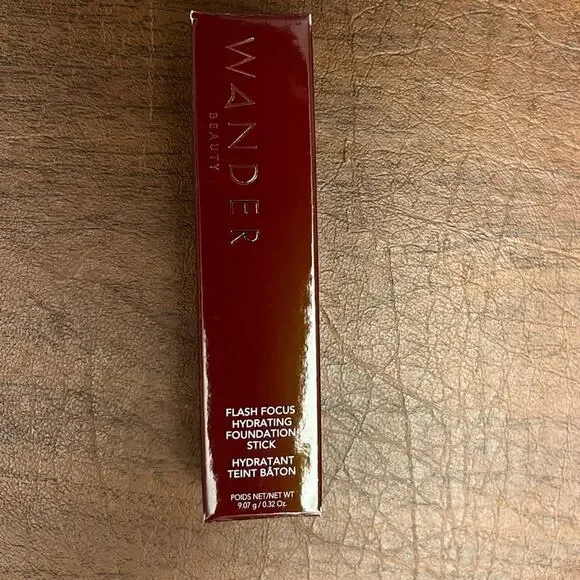 WANDER
BEAUTY
FLASH FOCUS
HYDRATING
FOUNDATION
STICK
HYDRATANT
TEINT BÂTON
POIDS NET/NET WT
9.07 g / 0.32 Oz.